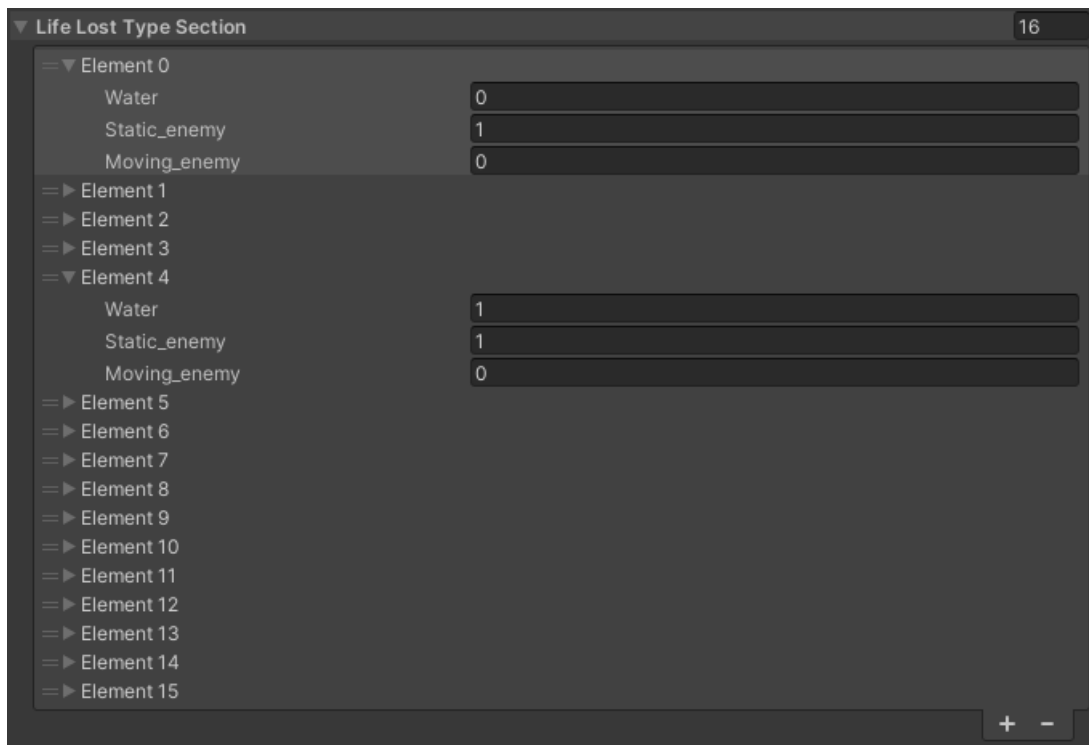 Life Lost Type Section 16
Element 0
Water 0
Static_enemy 1
Moving_enemy 0
Element 1
Element 2
Element 3
Element 4
Water 1
Static_enemy 1
Moving_enemy 0
Element 5
Element 6
Element 7
Element 8
Element 9
Element 10
Element 11
Element 12
Element 13
Element 14
Element 15
+ −